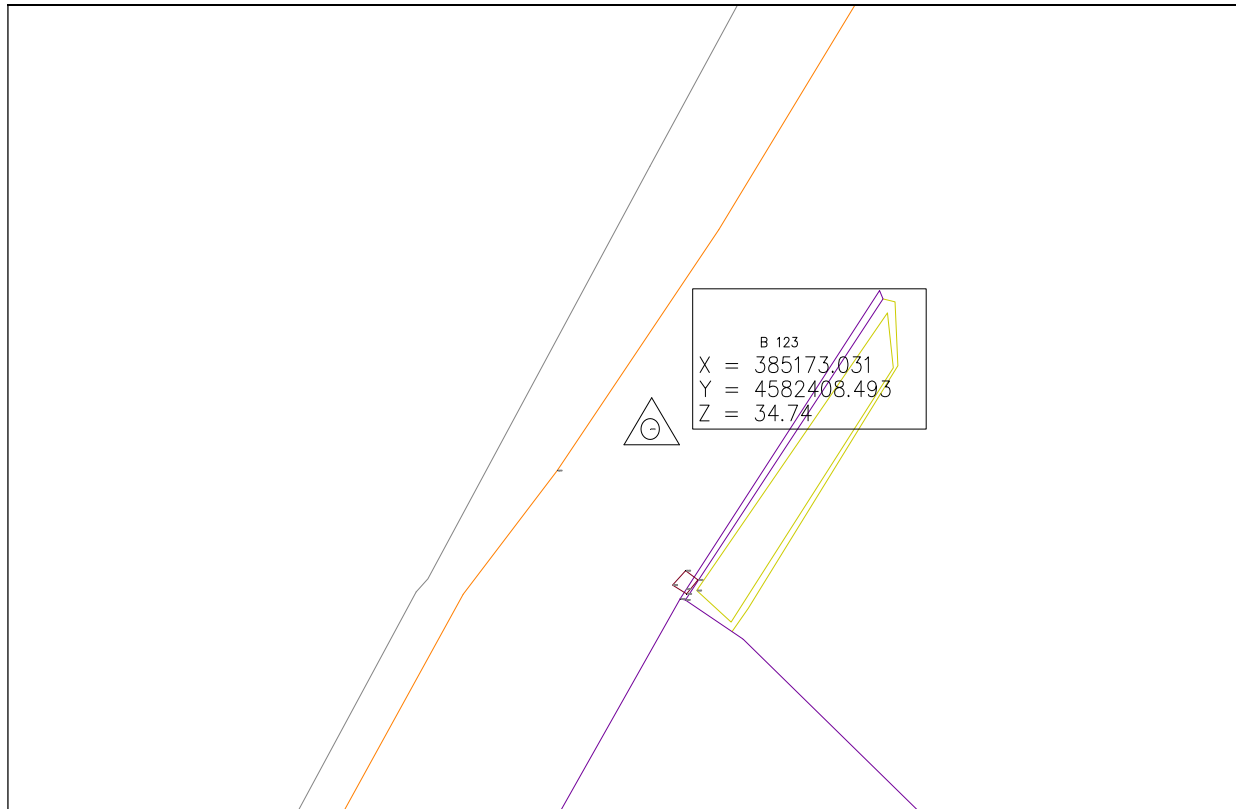 B 123
X = 385173.031
Y = 4582408.493
Z = 34.74